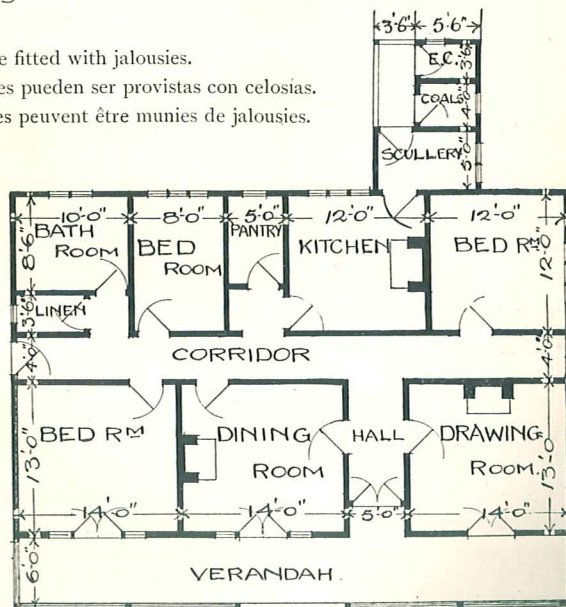 3'-6" 5'-6"
e fitted with jalousies.
es pueden ser provistas con celosías.
es peuvent être munies de jalousies.
E.C. 3'-6"
COALS 4'-0"
SCULLERY 5'-0"
10'-0" 8'-0" 5'-0" 12'-0" 12'-0"
BATH ROOM
BED ROOM
PANTRY
KITCHEN
BED RM
8'-6"
12'-0"
LINEN
3'-6"
CORRIDOR
4'-0"
4'-0"
BED RM
DINING ROOM
HALL
DRAWING ROOM.
13'-0"
13'-0"
14'-0" 14'-0" 5'-0" 14'-0"
VERANDAH.
6'-0"